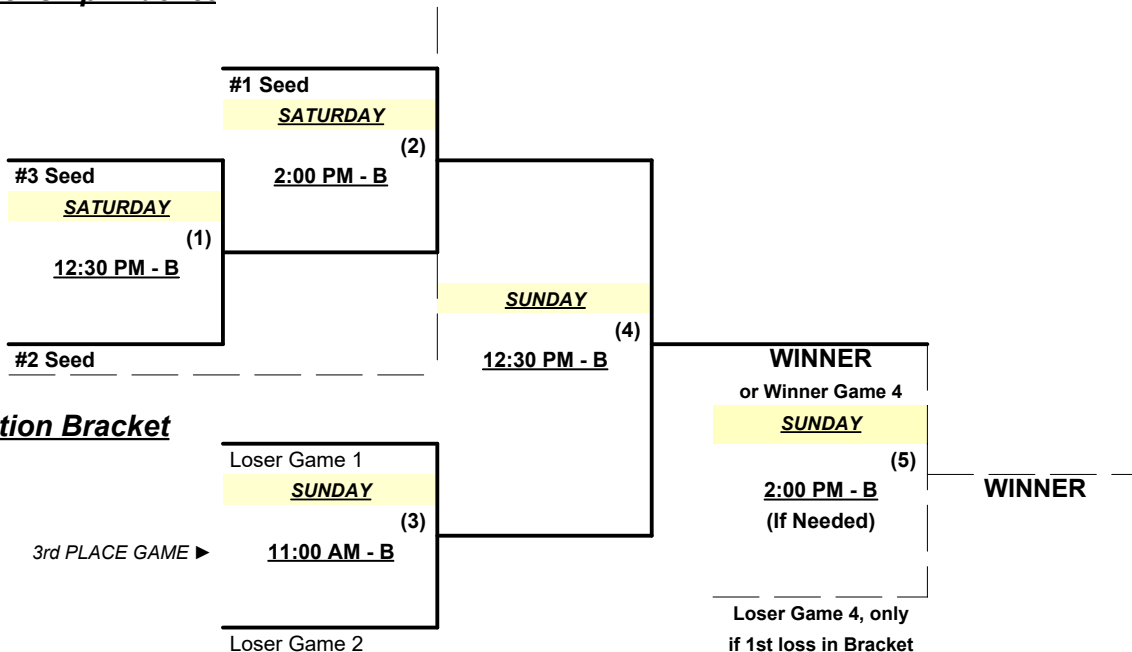 #1 Seed
SATURDAY
(2)
2:00 PM - B
#3 Seed
SATURDAY
(1)
12:30 PM - B
#2 Seed
SUNDAY
(4)
12:30 PM - B
WINNER
or Winner Game 4
SUNDAY
(5)
2:00 PM - B
(If Needed)
WINNER
Loser Game 4, only
if 1st loss in Bracket
tion Bracket
Loser Game 1
SUNDAY
(3)
3rd PLACE GAME ►
11:00 AM - B
Loser Game 2